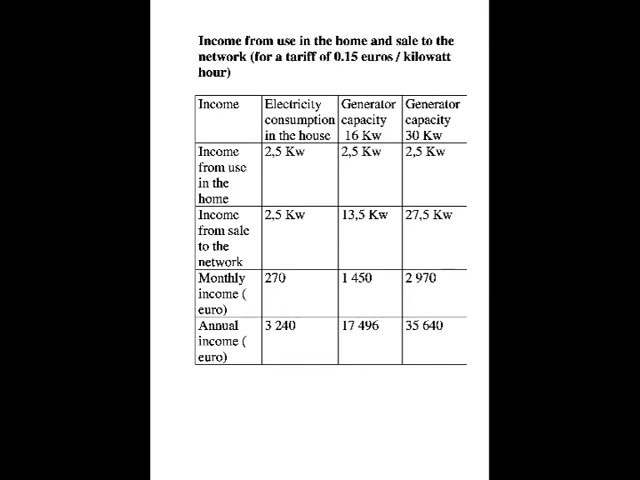 Income from use in the home and sale to the
network (for a tariff of 0.15 euros / kilowatt
hour)
Income Electricity consumption in the house Generator capacity 16 Kw Generator capacity 30 Kw
Income from use in the home 2,5 Kw 2,5 Kw 2,5 Kw
Income from sale to the network 2,5 Kw 13,5 Kw 27,5 Kw
Monthly income ( euro) 270 1 450 2 970
Annual income ( euro) 3 240 17 496 35 640